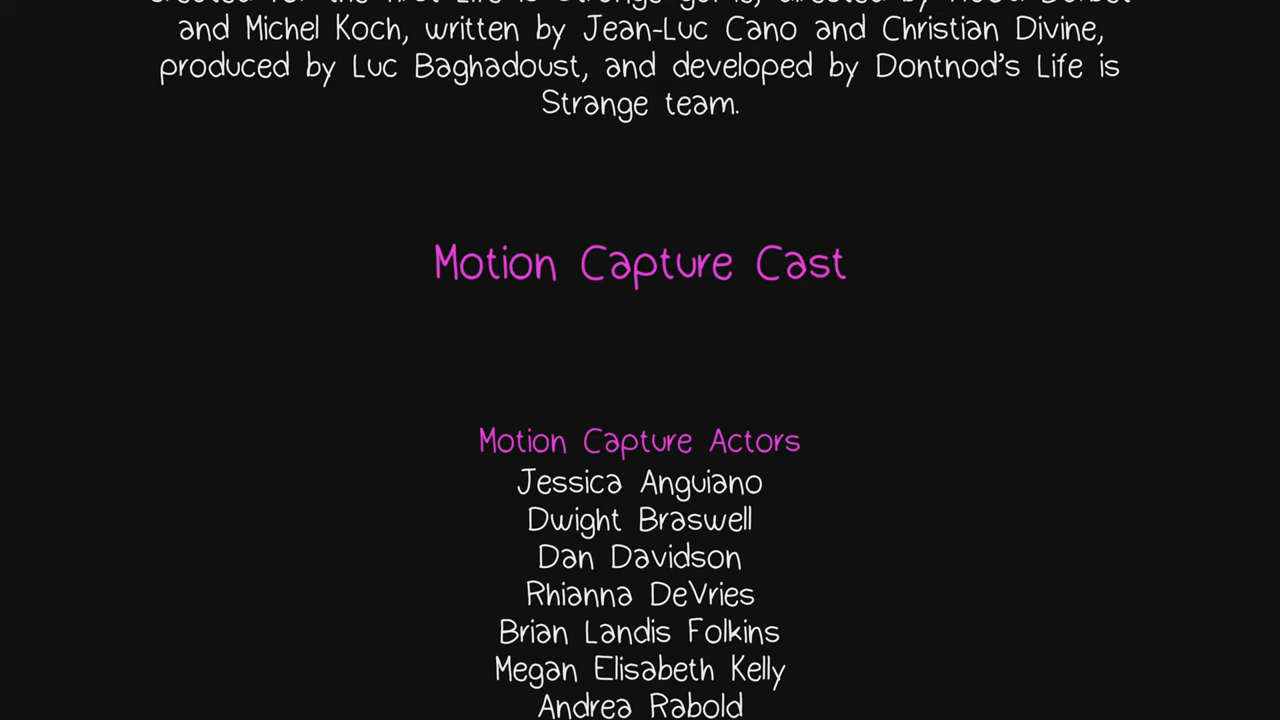 and Michel Koch, written by Jean-Luc Cano and Christian Divine,
produced by Luc Baghadoust, and developed by Dontnod's Life is
Strange team.
Motion Capture Cast
Motion Capture Actors
Jessica Anguiano
Dwight Braswell
Dan Davidson
Rhianna DeVries
Brian Landis Folkins
Megan Elisabeth Kelly
Andrea Rabold